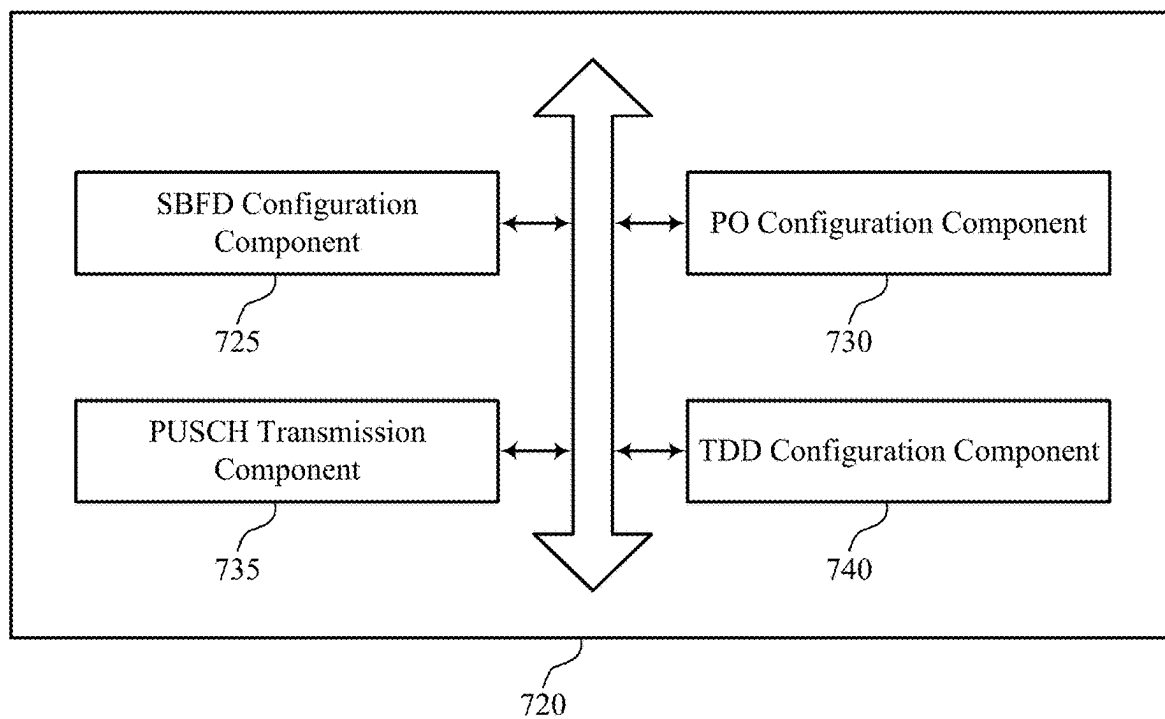 SBFD Configuration
Component
725
PO Configuration Component
730
PUSCH Transmission
Component
735
TDD Configuration Component
740
720